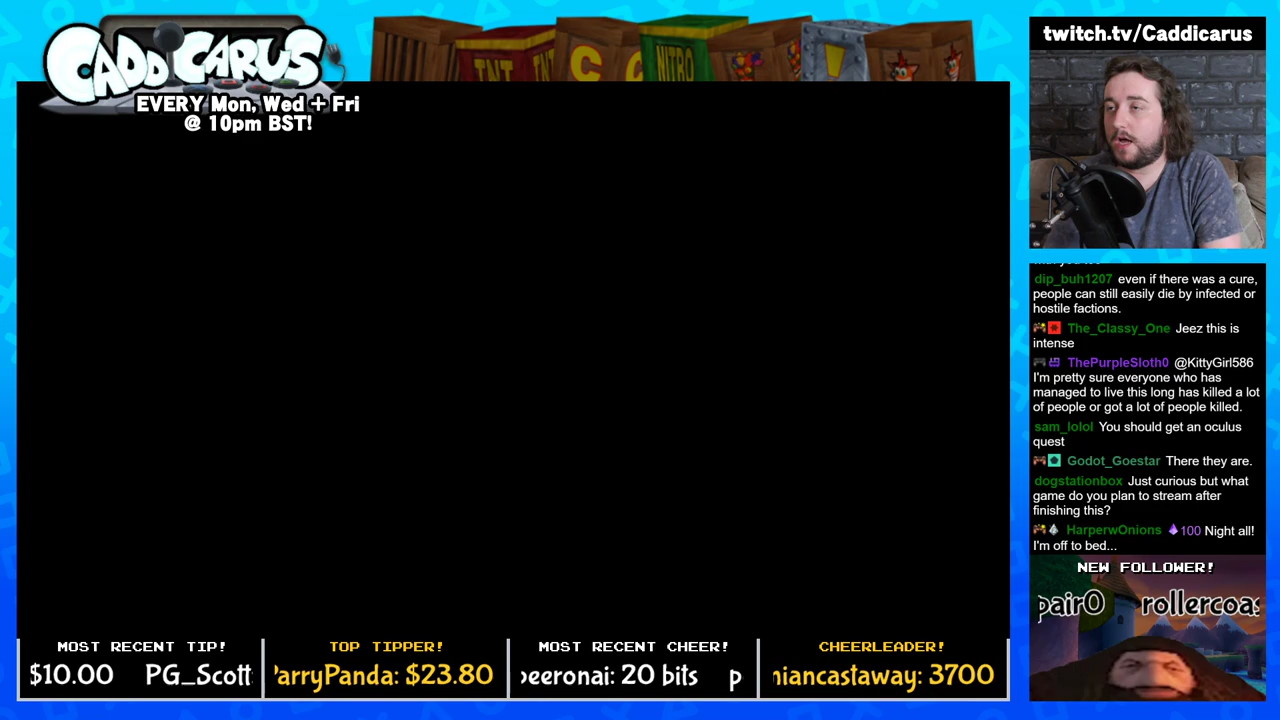 CADDICARUS
EVERY Mon, Wed + Fri
@ 10pm BST!
TNT
C
NITRO
twitch.tv/Caddicarus
dip_buh1207 even if there was a cure,
people can still easily die by infected or
hostile factions.
The_Classy_One Jeez this is
intense
ThePurpleSloth0 @KittyGirl586
I'm pretty sure everyone who has
managed to live this long has killed a lot
of people or got a lot of people killed.
sam_lolol You should get an oculus
quest
Godot_Goestar There they are.
dogstationbox Just curious but what
game do you plan to stream after
finishing this?
HarperwOnions 100 Night all!
I'm off to bed...
NEW FOLLOWER!
pair0 rollercoas
MOST RECENT TIP!
$10.00 PG_Scott
TOP TIPPER!
ParryPanda: $23.80
MOST RECENT CHEER!
peeronai: 20 bits p
CHEERLEADER!
niancastaway: 3700